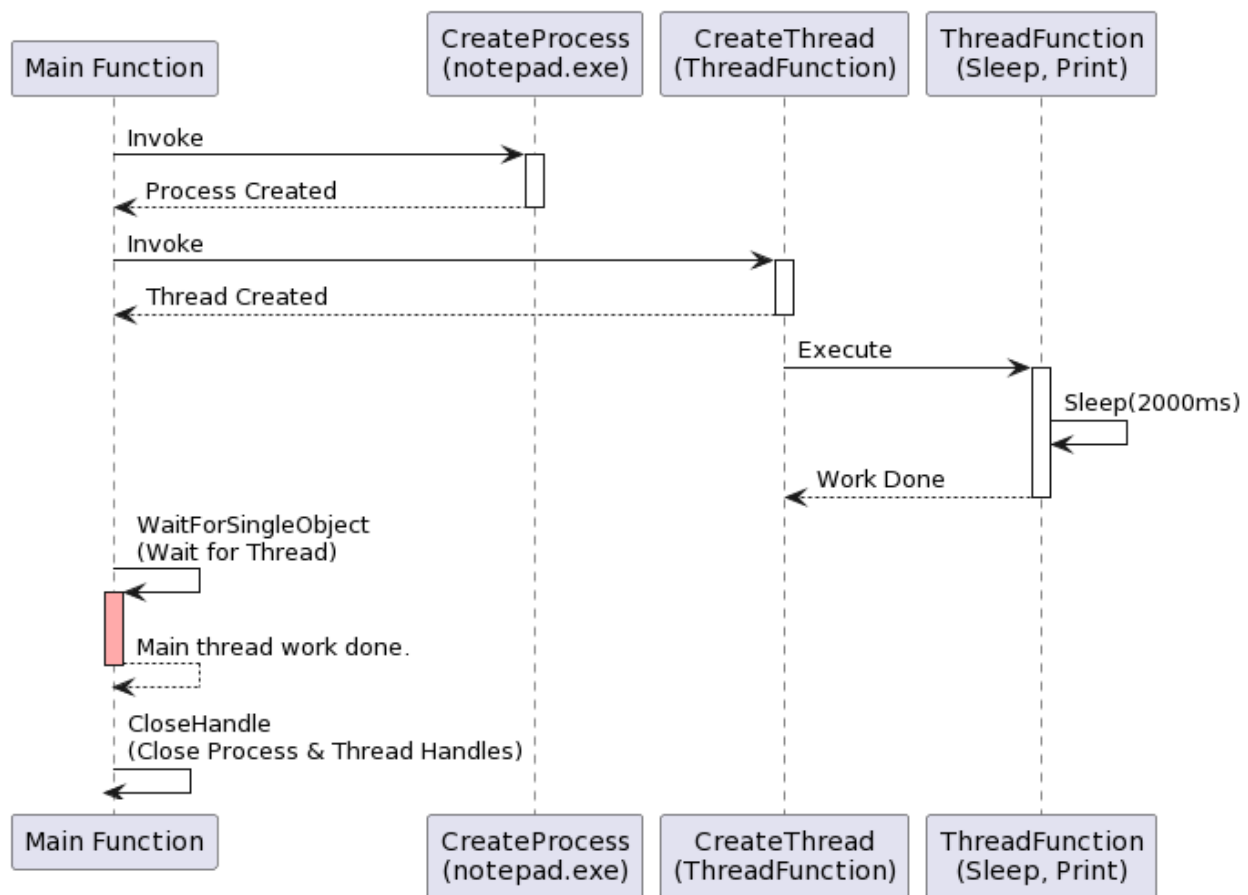 Main Function
CreateProcess
(notepad.exe)
CreateThread
(ThreadFunction)
ThreadFunction
(Sleep, Print)
Invoke
Process Created
Invoke
Thread Created
Execute
Sleep(2000ms)
Work Done
WaitForSingleObject
(Wait for Thread)
Main thread work done.
CloseHandle
(Close Process & Thread Handles)
Main Function
CreateProcess
(notepad.exe)
CreateThread
(ThreadFunction)
ThreadFunction
(Sleep, Print)